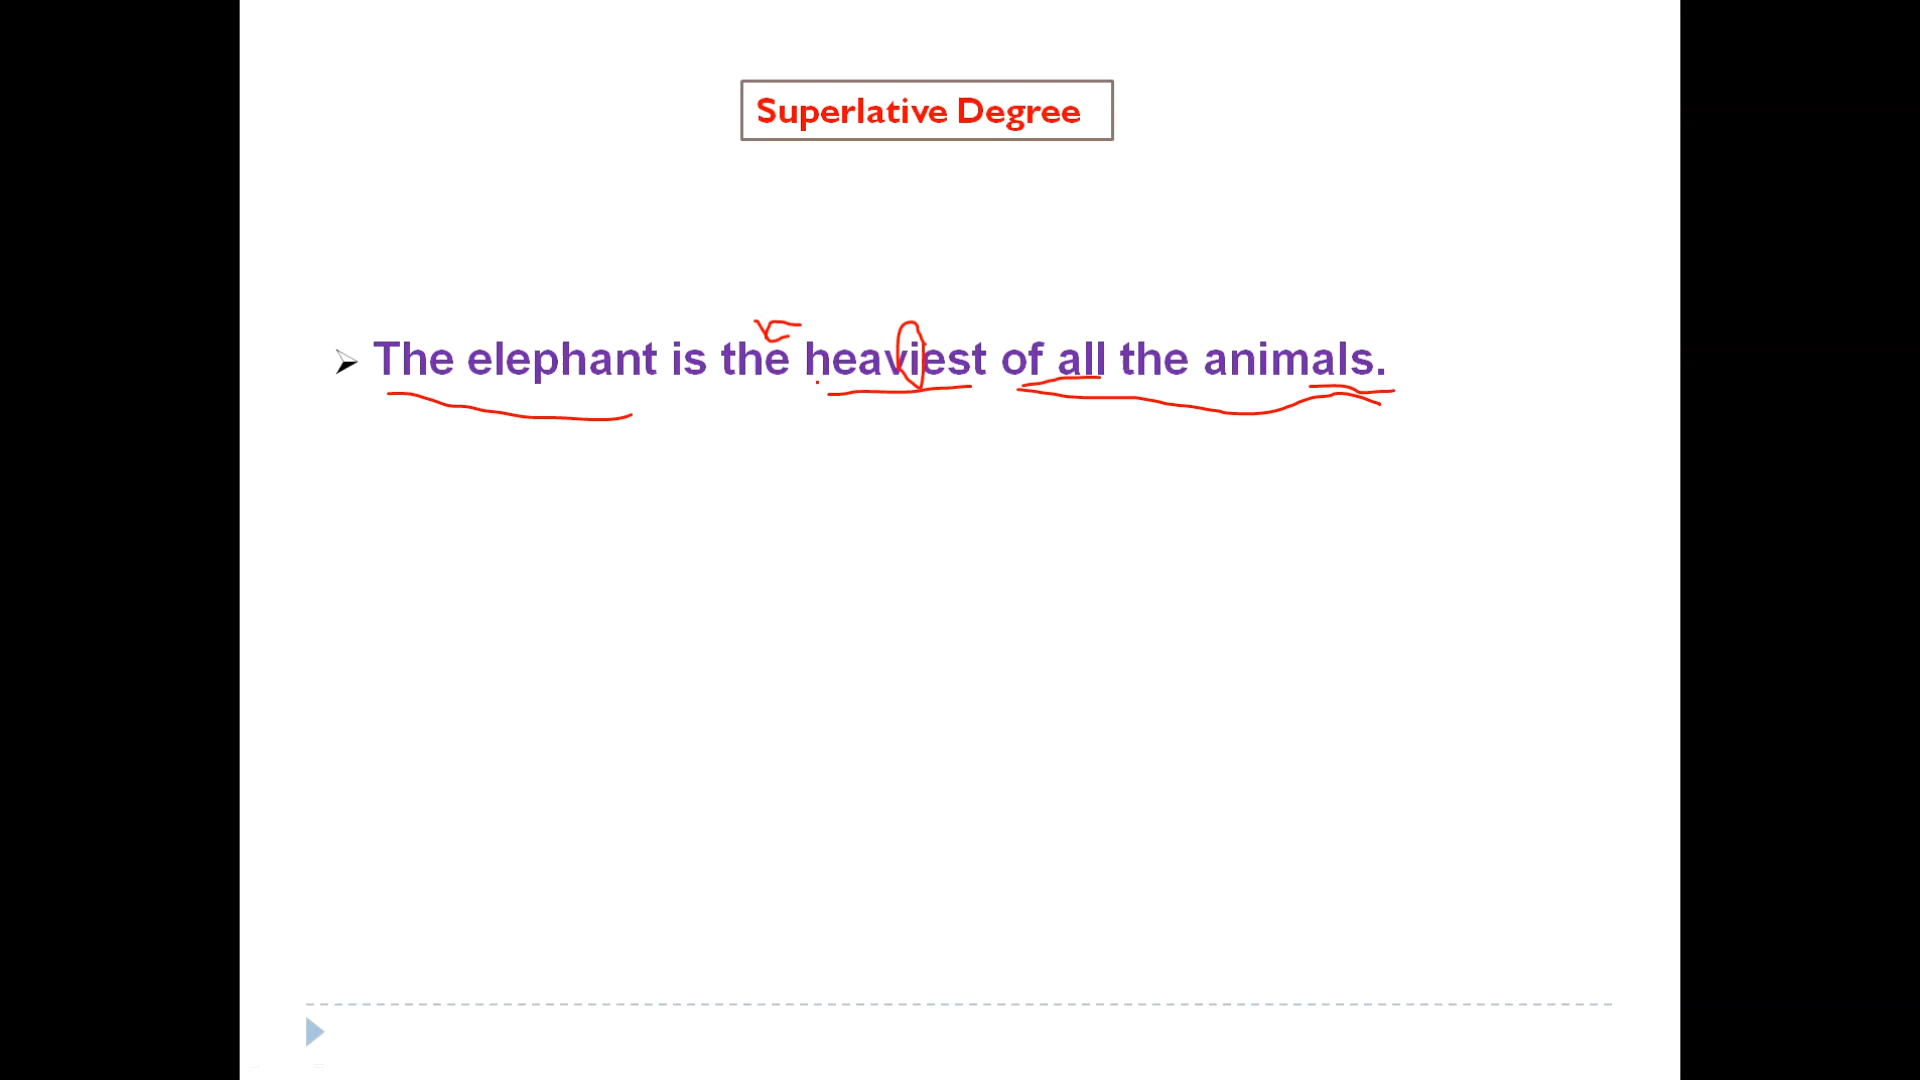 Superlative Degree
The elephant is the heaviest of all the animals.